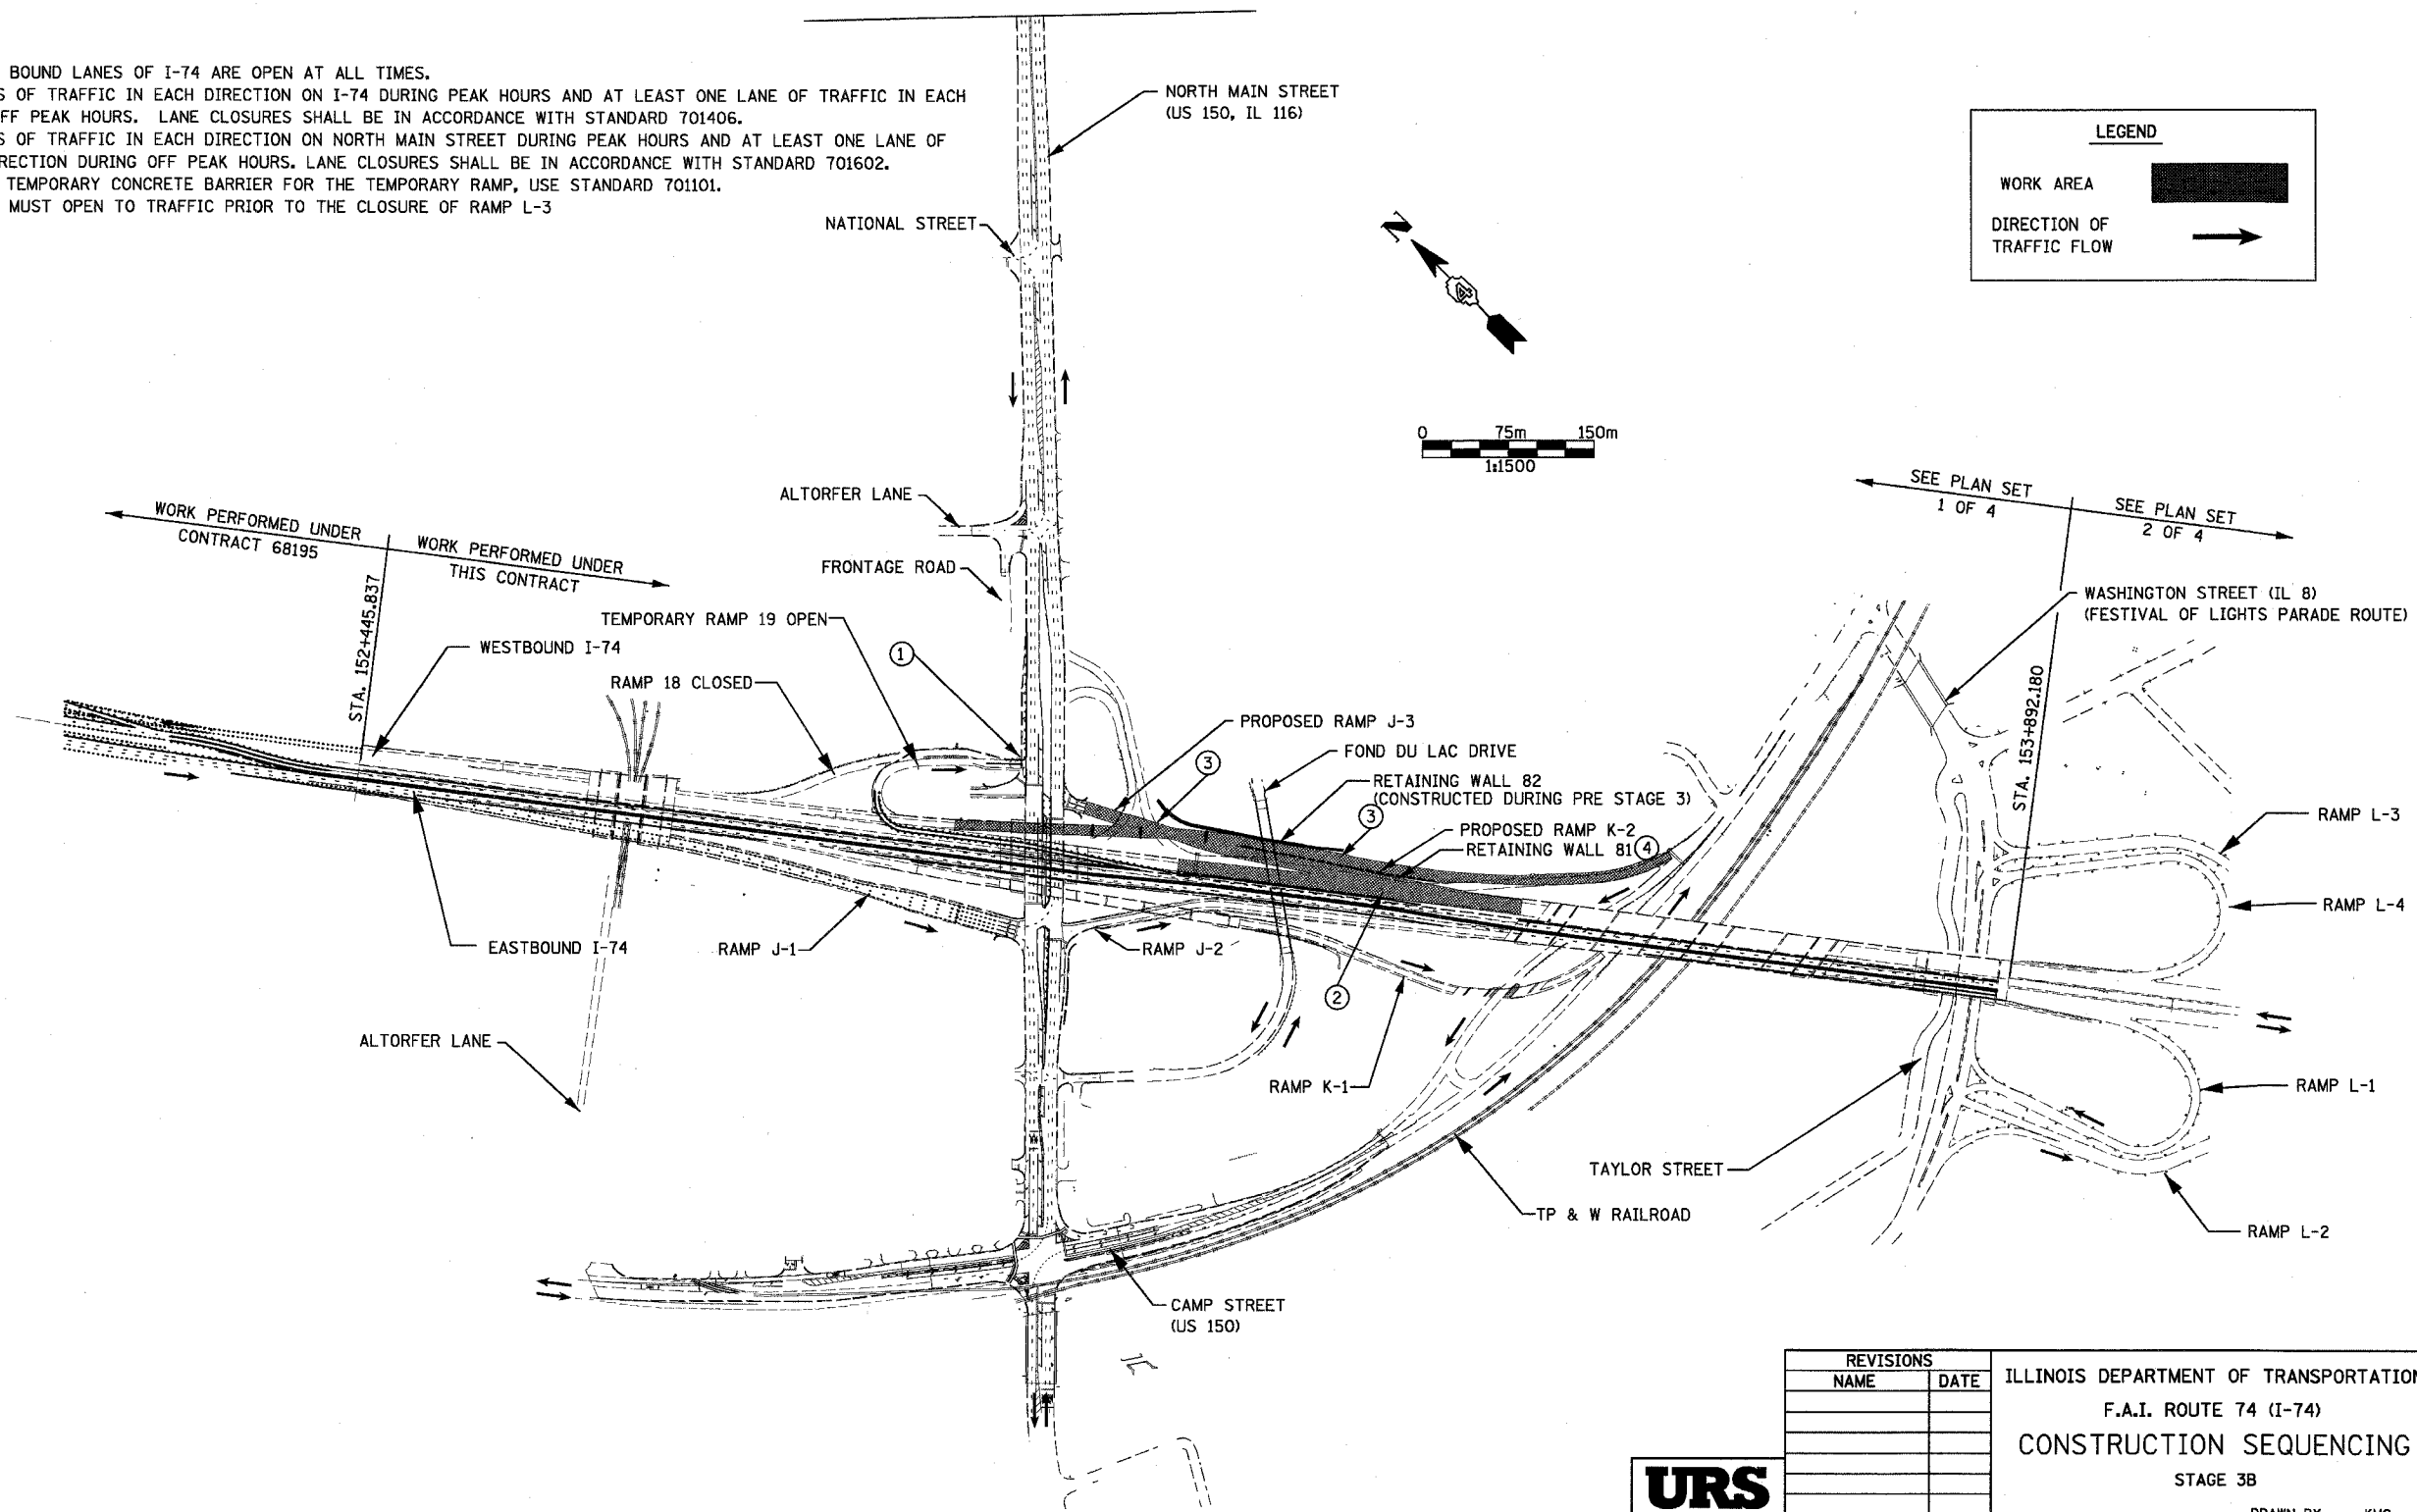 BOUND LANES OF I-74 ARE OPEN AT ALL TIMES.
S OF TRAFFIC IN EACH DIRECTION ON I-74 DURING PEAK HOURS AND AT LEAST ONE LANE OF TRAFFIC IN EACH
FF PEAK HOURS. LANE CLOSURES SHALL BE IN ACCORDANCE WITH STANDARD 701406.
S OF TRAFFIC IN EACH DIRECTION ON NORTH MAIN STREET DURING PEAK HOURS AND AT LEAST ONE LANE OF
RECTION DURING OFF PEAK HOURS. LANE CLOSURES SHALL BE IN ACCORDANCE WITH STANDARD 701602.
TEMPORARY CONCRETE BARRIER FOR THE TEMPORARY RAMP, USE STANDARD 701101.
MUST OPEN TO TRAFFIC PRIOR TO THE CLOSURE OF RAMP L-3
NORTH MAIN STREET
(US 150, IL 116)
LEGEND
WORK AREA
DIRECTION OF
TRAFFIC FLOW
NATIONAL STREET
N
0 75m 150m
1:1500
ALTORFER LANE
SEE PLAN SET
1 OF 4
SEE PLAN SET
2 OF 4
WORK PERFORMED UNDER
CONTRACT 68195
WORK PERFORMED UNDER
THIS CONTRACT
STA. 152+445.837
FRONTAGE ROAD
TEMPORARY RAMP 19 OPEN
WESTBOUND I-74
1
RAMP 18 CLOSED
WASHINGTON STREET (IL 8)
(FESTIVAL OF LIGHTS PARADE ROUTE)
STA. 153+892.180
PROPOSED RAMP J-3
FOND DU LAC DRIVE
3
RETAINING WALL 82
(CONSTRUCTED DURING PRE STAGE 3)
3
PROPOSED RAMP K-2
RETAINING WALL 81 4
RAMP L-3
RAMP L-4
EASTBOUND I-74
RAMP J-1
RAMP J-2
2
ALTORFER LANE
RAMP K-1
RAMP L-1
TAYLOR STREET
TP & W RAILROAD
RAMP L-2
CAMP STREET
(US 150)
REVISIONS
NAME DATE
ILLINOIS DEPARTMENT OF TRANSPORTATION
F.A.I. ROUTE 74 (I-74)
CONSTRUCTION SEQUENCING
STAGE 3B
URS